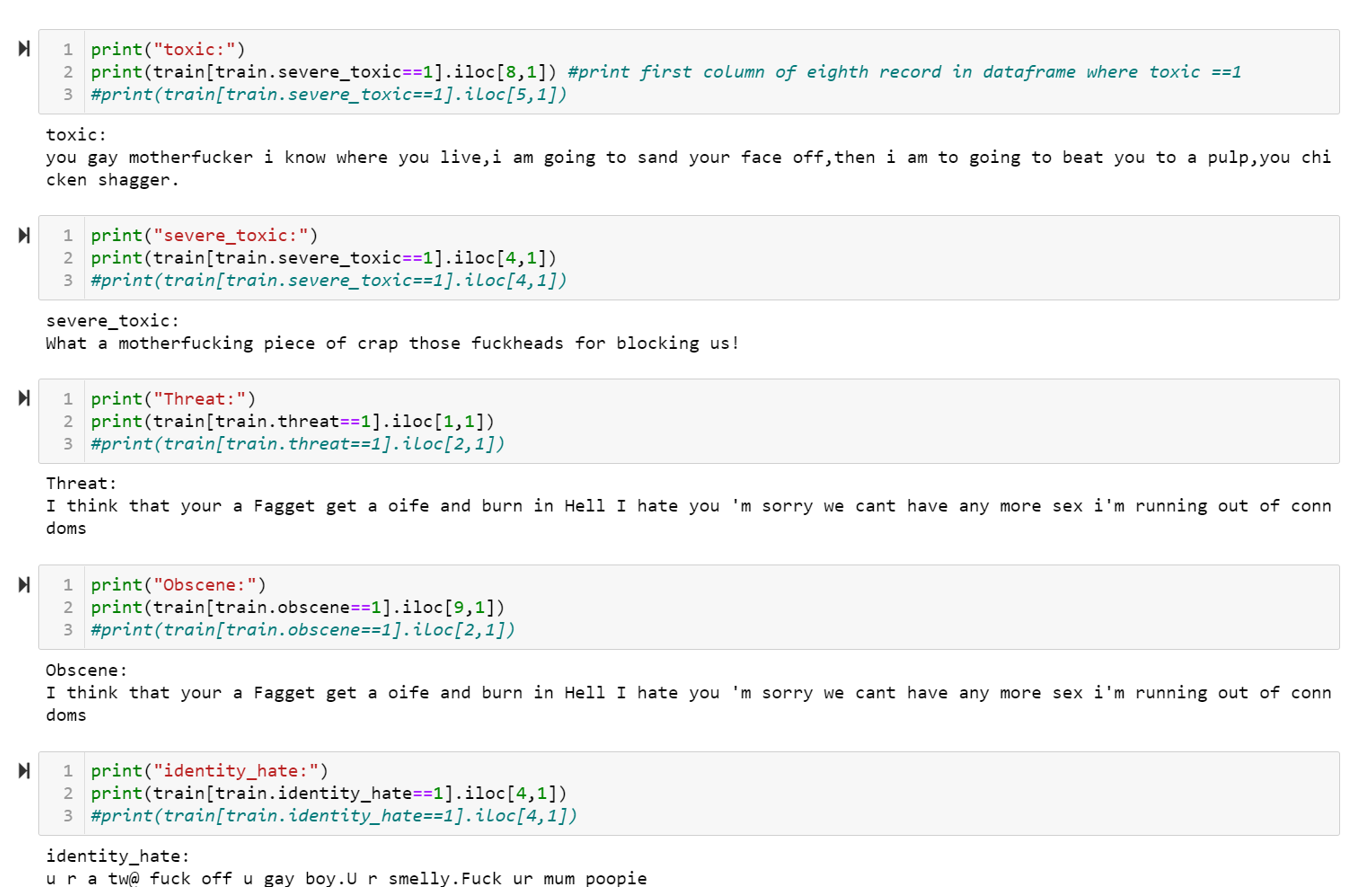 1 print("toxic:")
2 print(train[train.severe_toxic==1].iloc[8,1]) #print first column of eighth record in dataframe where toxic ==1
3 #print(train[train.severe_toxic==1].iloc[5,1])
toxic:
you gay motherfucker i know where you live,i am going to sand your face off,then i am to going to beat you to a pulp,you chi
cken shagger.
1 print("severe_toxic:")
2 print(train[train.severe_toxic==1].iloc[4,1])
3 #print(train[train.severe_toxic==1].iloc[4,1])
severe_toxic:
What a motherfucking piece of crap those fuckheads for blocking us!
1 print("Threat:")
2 print(train[train.threat==1].iloc[1,1])
3 #print(train[train.threat==1].iloc[2,1])
Threat:
I think that your a Fagget get a oife and burn in Hell I hate you 'm sorry we cant have any more sex i'm running out of conn
doms
1 print("Obscene:")
2 print(train[train.obscene==1].iloc[9,1])
3 #print(train[train.obscene==1].iloc[2,1])
Obscene:
I think that your a Fagget get a oife and burn in Hell I hate you 'm sorry we cant have any more sex i'm running out of conn
doms
1 print("identity_hate:")
2 print(train[train.identity_hate==1].iloc[4,1])
3 #print(train[train.identity_hate==1].iloc[4,1])
identity_hate:
u r a tw@ fuck off u gay boy.U r smelly.Fuck ur mum poopie